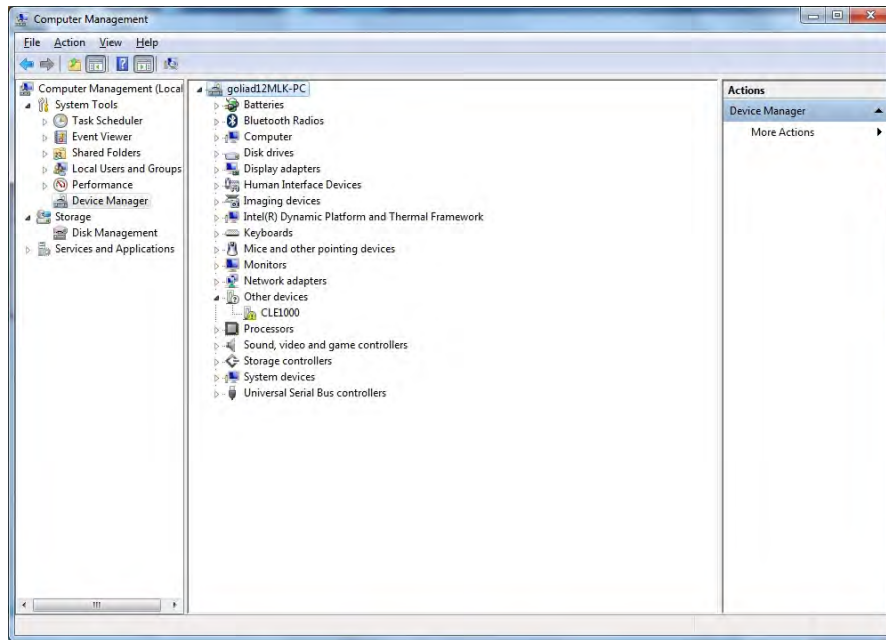 Computer Management
File Action View Help
Computer Management (Local
System Tools
Task Scheduler
Event Viewer
Shared Folders
Local Users and Groups
Performance
Device Manager
Storage
Disk Management
Services and Applications
goliad12MLK-PC
Batteries
Bluetooth Radios
Computer
Disk drives
Display adapters
Human Interface Devices
Imaging devices
Intel(R) Dynamic Platform and Thermal Framework
Keyboards
Mice and other pointing devices
Monitors
Network adapters
Other devices
CLE1000
Processors
Sound, video and game controllers
Storage controllers
System devices
Universal Serial Bus controllers
Actions
Device Manager
More Actions